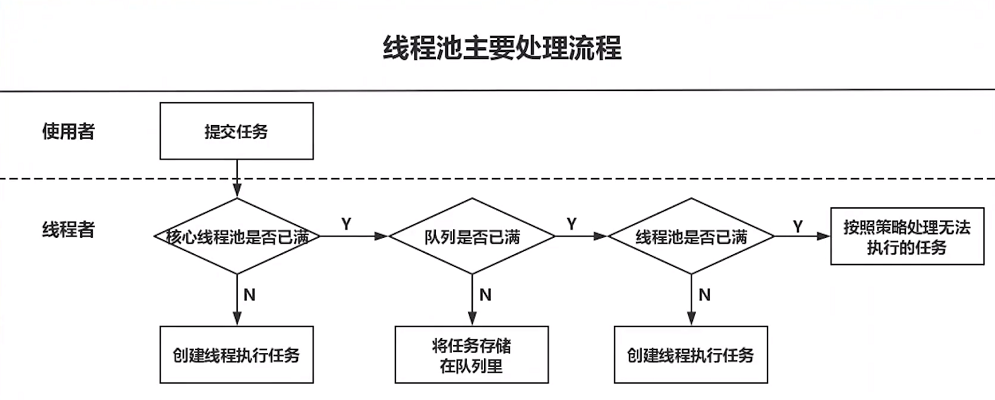 线程池主要处理流程
使用者
提交任务
线程者
核心线程池是否已满
Y
队列是否已满
Y
线程池是否已满
Y
按照策略处理无法
执行的任务
N
N
N
创建线程执行任务
将任务存储
在队列里
创建线程执行任务